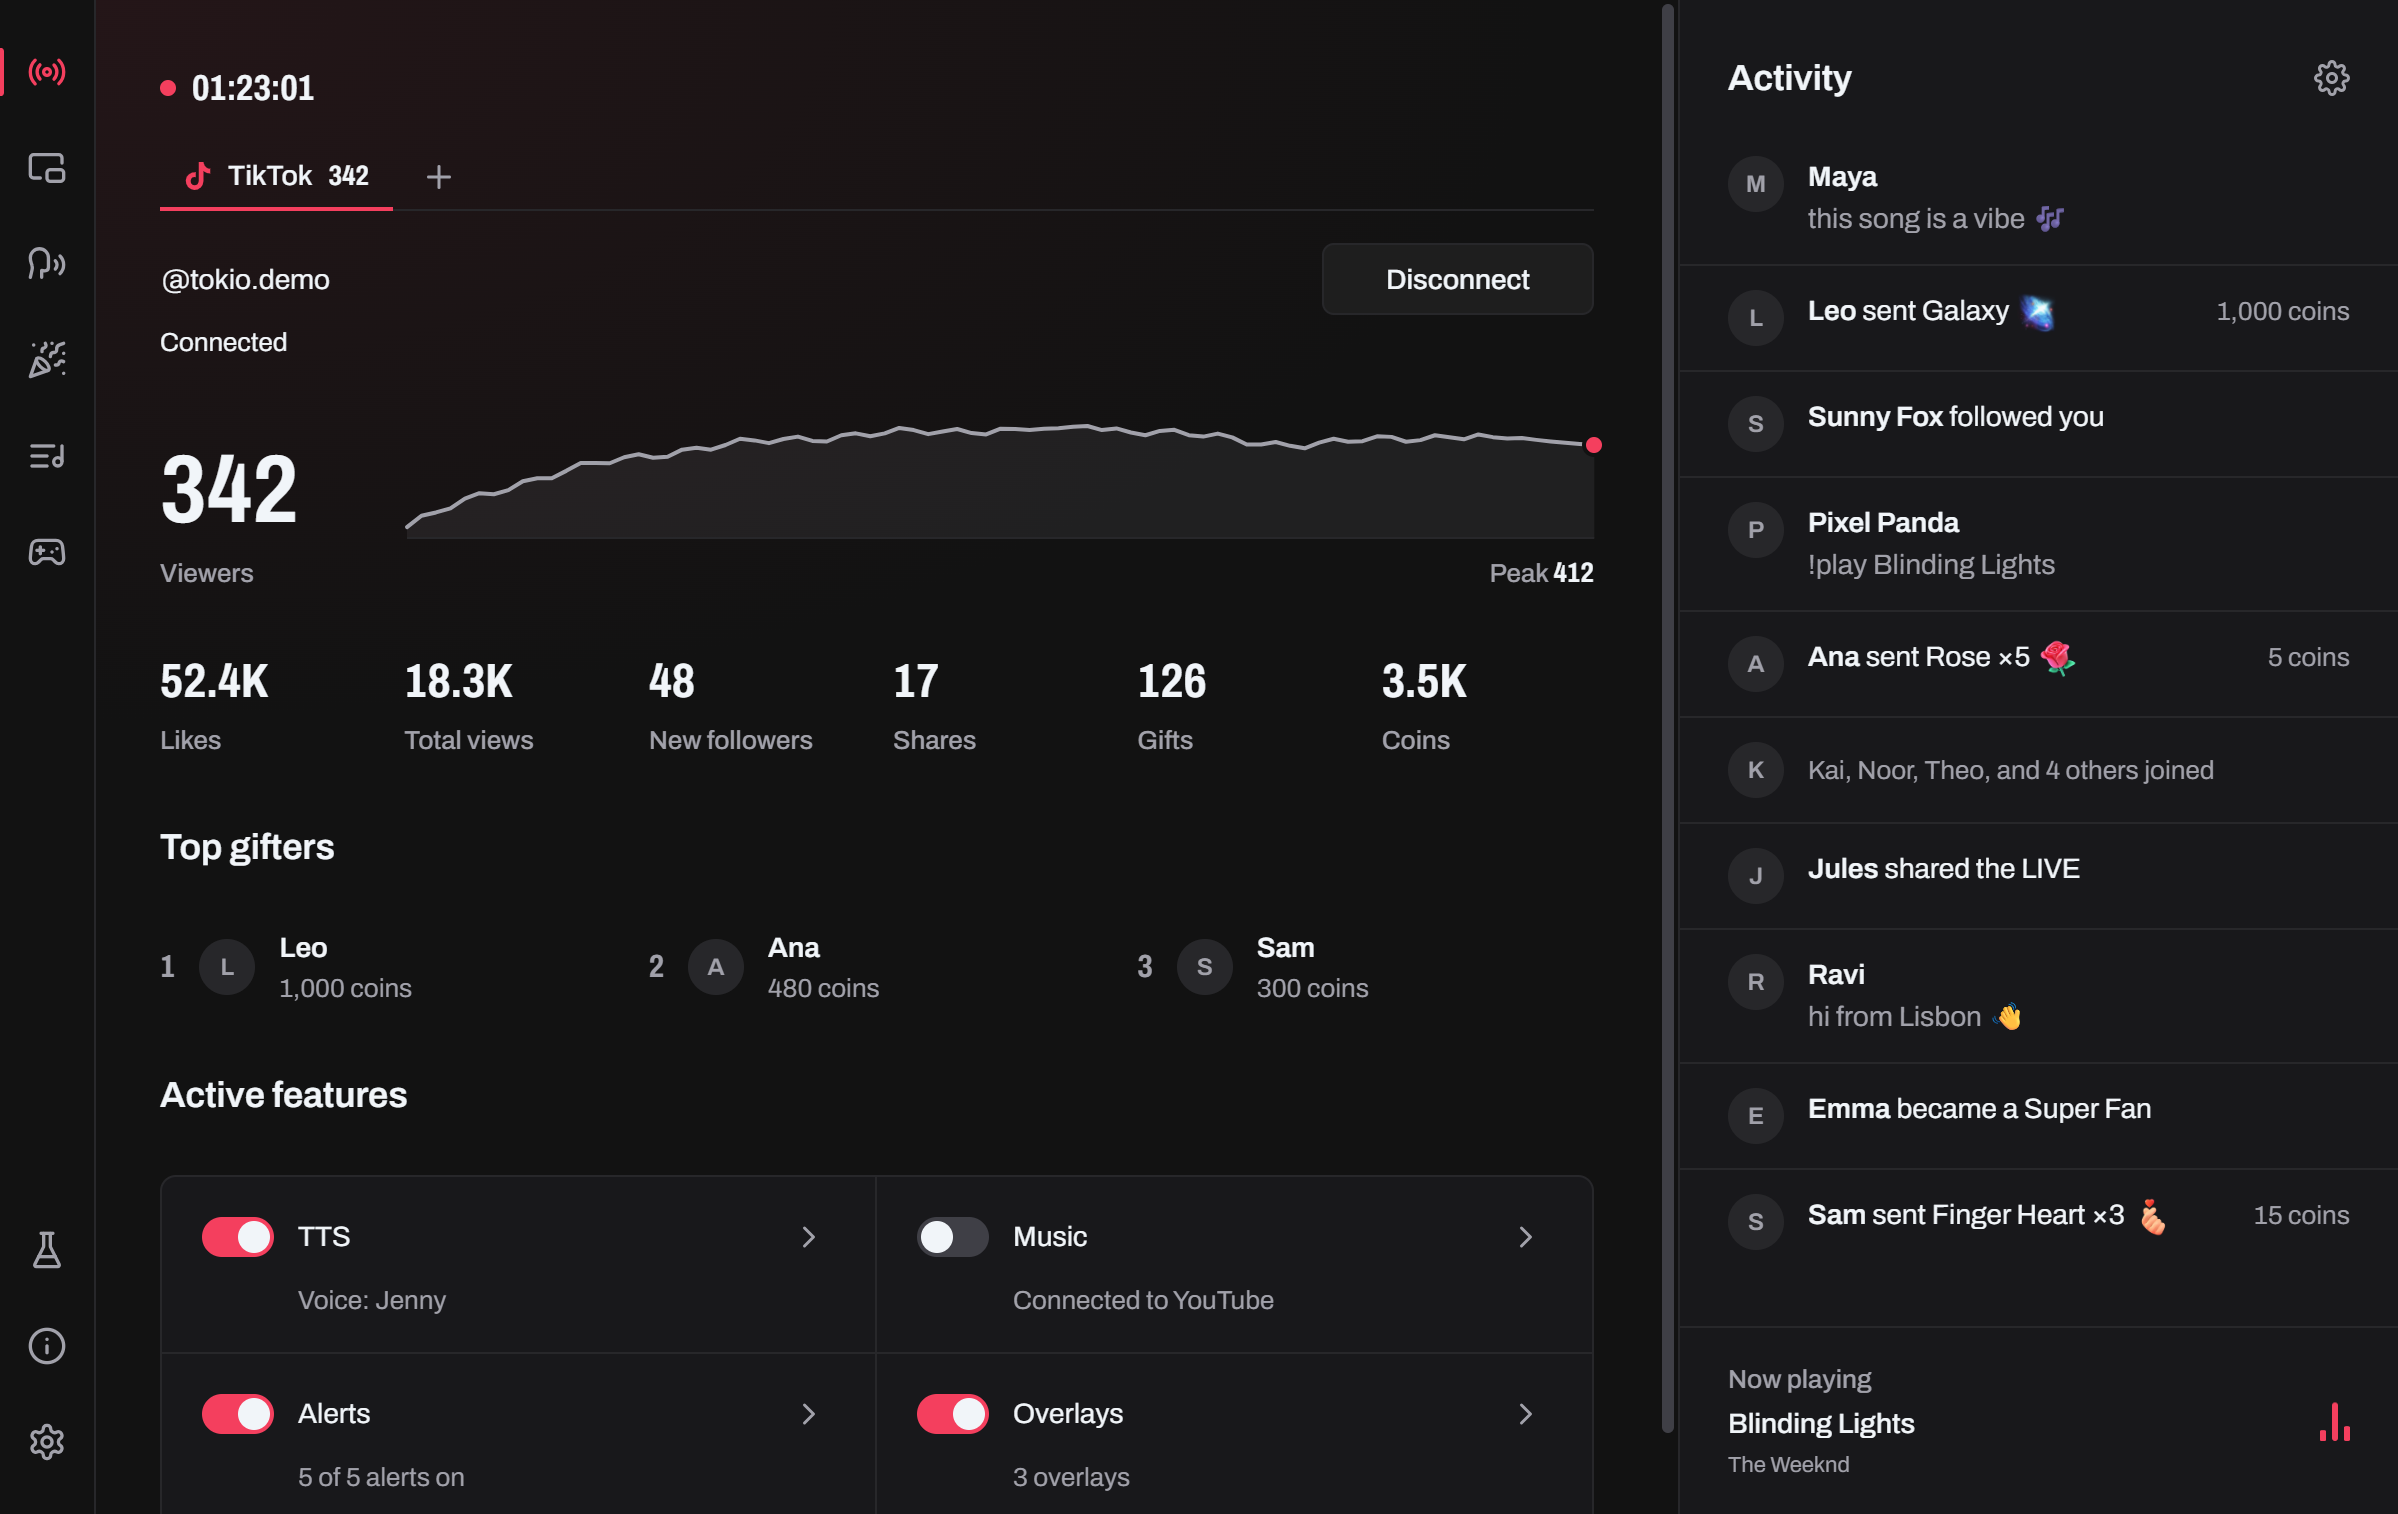 01:23:01
TikTok 342
@tokio.demo
Disconnect
Connected
342
Viewers
Peak 412
52.4K
Likes
18.3K
Total views
48
New followers
17
Shares
126
Gifts
3.5K
Coins
Top gifters
1
L
Leo
1,000 coins
2
A
Ana
480 coins
3
S
Sam
300 coins
Active features
TTS
Voice: Jenny
Music
Connected to YouTube
Alerts
5 of 5 alerts on
Overlays
3 overlays
Activity
M
Maya
this song is a vibe 🎶
L
Leo sent Galaxy
1,000 coins
S
Sunny Fox followed you
P
Pixel Panda
!play Blinding Lights
A
Ana sent Rose ×5
5 coins
K
Kai, Noor, Theo, and 4 others joined
J
Jules shared the LIVE
R
Ravi
hi from Lisbon 👋
E
Emma became a Super Fan
S
Sam sent Finger Heart ×3
15 coins
Now playing
Blinding Lights
The Weeknd